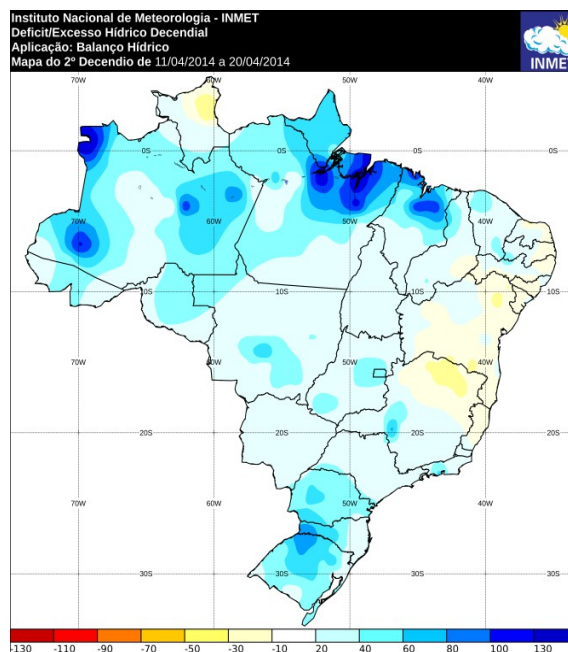 Instituto Nacional de Meteorologia - INMET
Deficit/Excesso Hídrico Decendial
Aplicação: Balanço Hídrico
Mapa do 2º Decendio de 11/04/2014 a 20/04/2014
INMET
70W 60W 50W 40W
0S 0S 0S 0S
70W 60W 40W
10S 10S 10S
40W
50W
20S 20S 20S 20S
70W 60W 50W 40W
30S 30S 30S 30S
-130 -110 -90 -70 -50 -30 -10 20 40 60 80 100 130